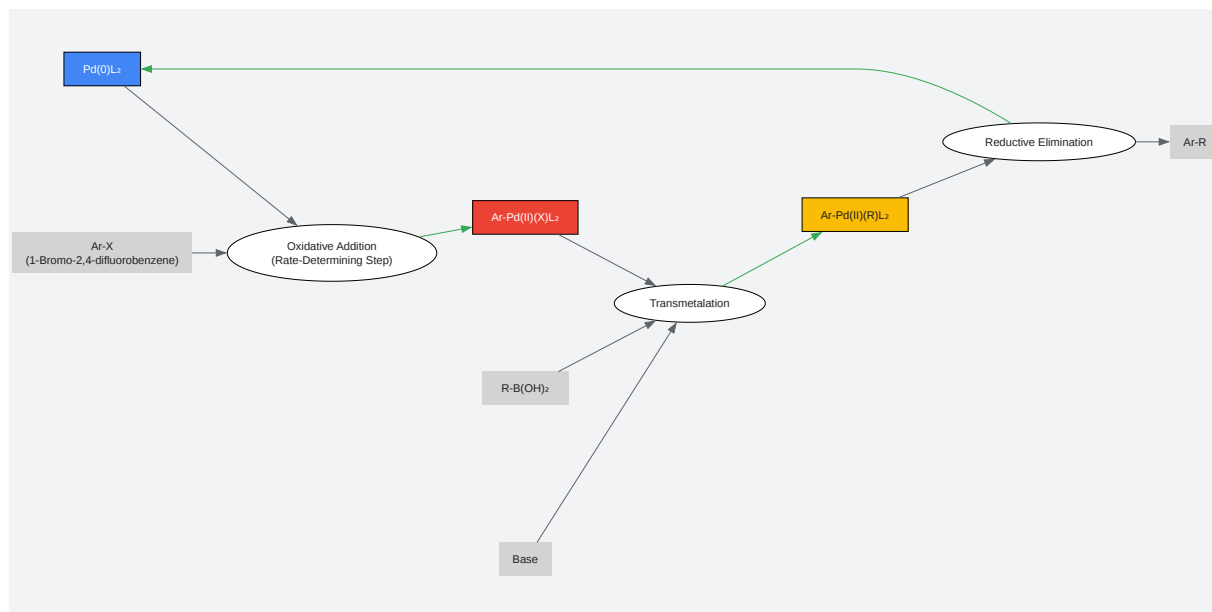 Pd(0)L₂
Reductive Elimination
Ar-R
Ar-Pd(II)(X)L₂
Ar-Pd(II)(R)L₂
Ar-X
(1-Bromo-2,4-difluorobenzene)
Oxidative Addition
(Rate-Determining Step)
Transmetalation
R-B(OH)₂
Base